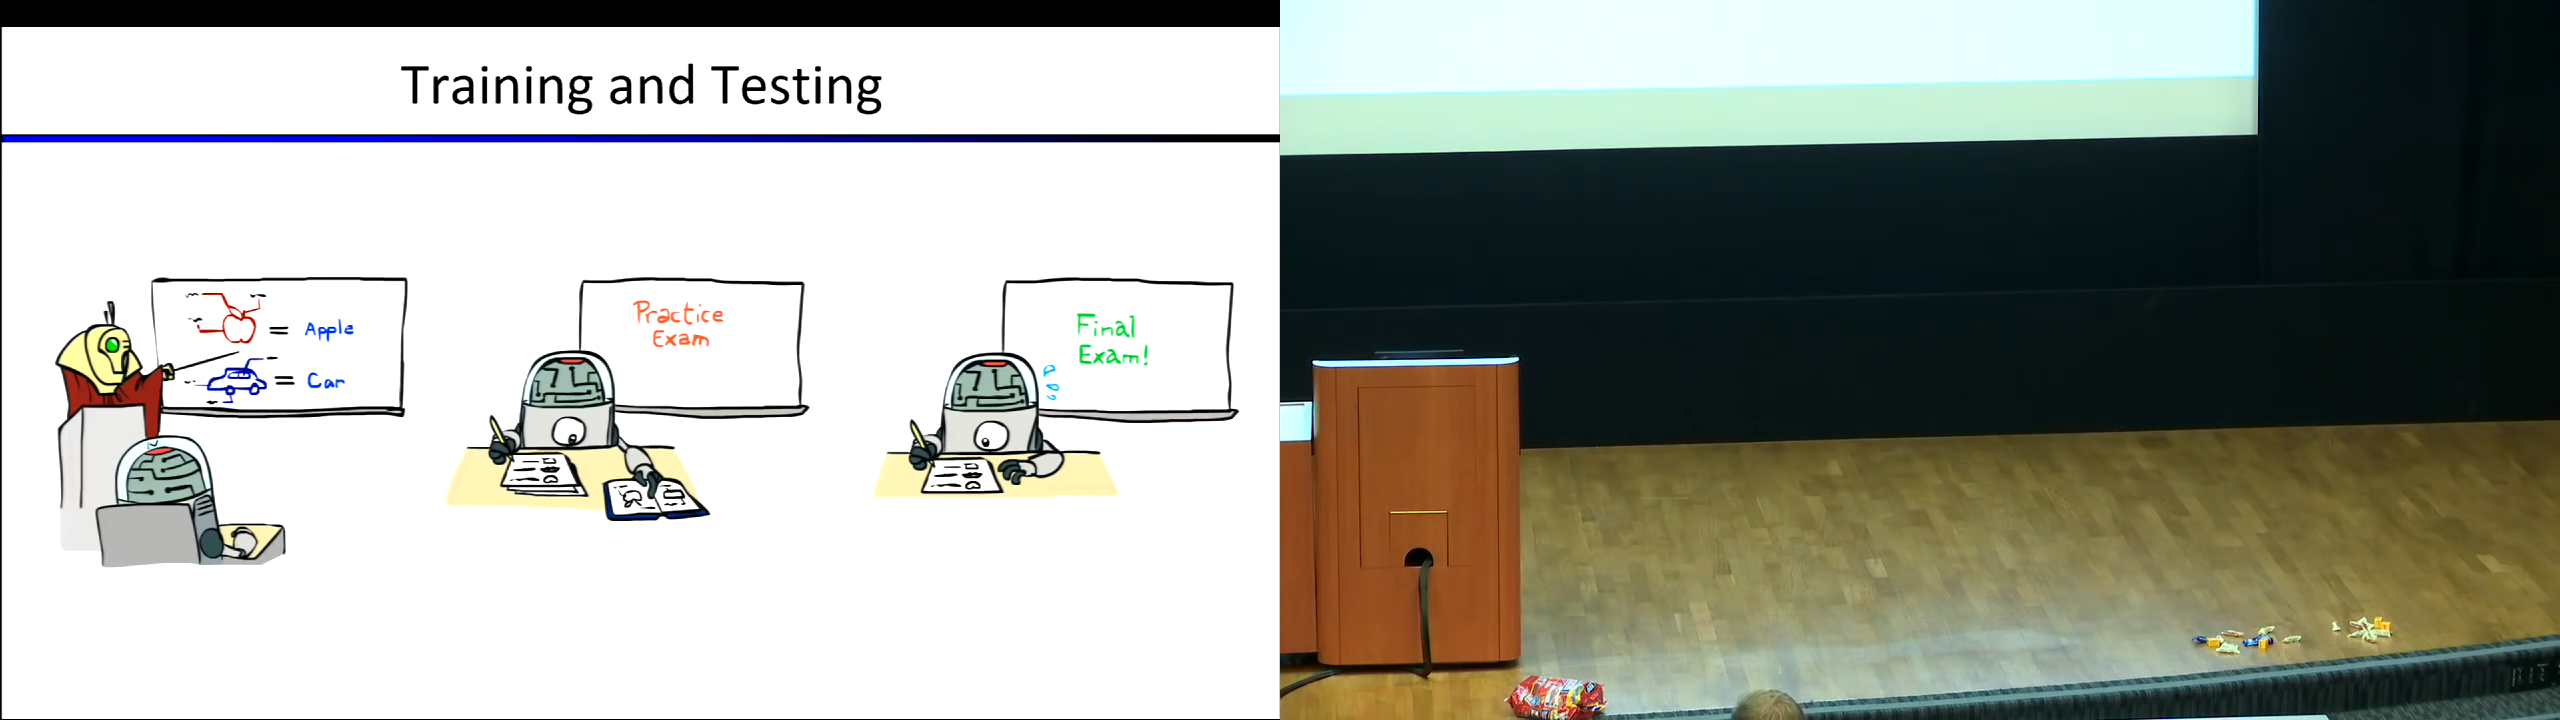 Training and Testing
= Apple
= Car
Practice
Exam
Final
Exam!